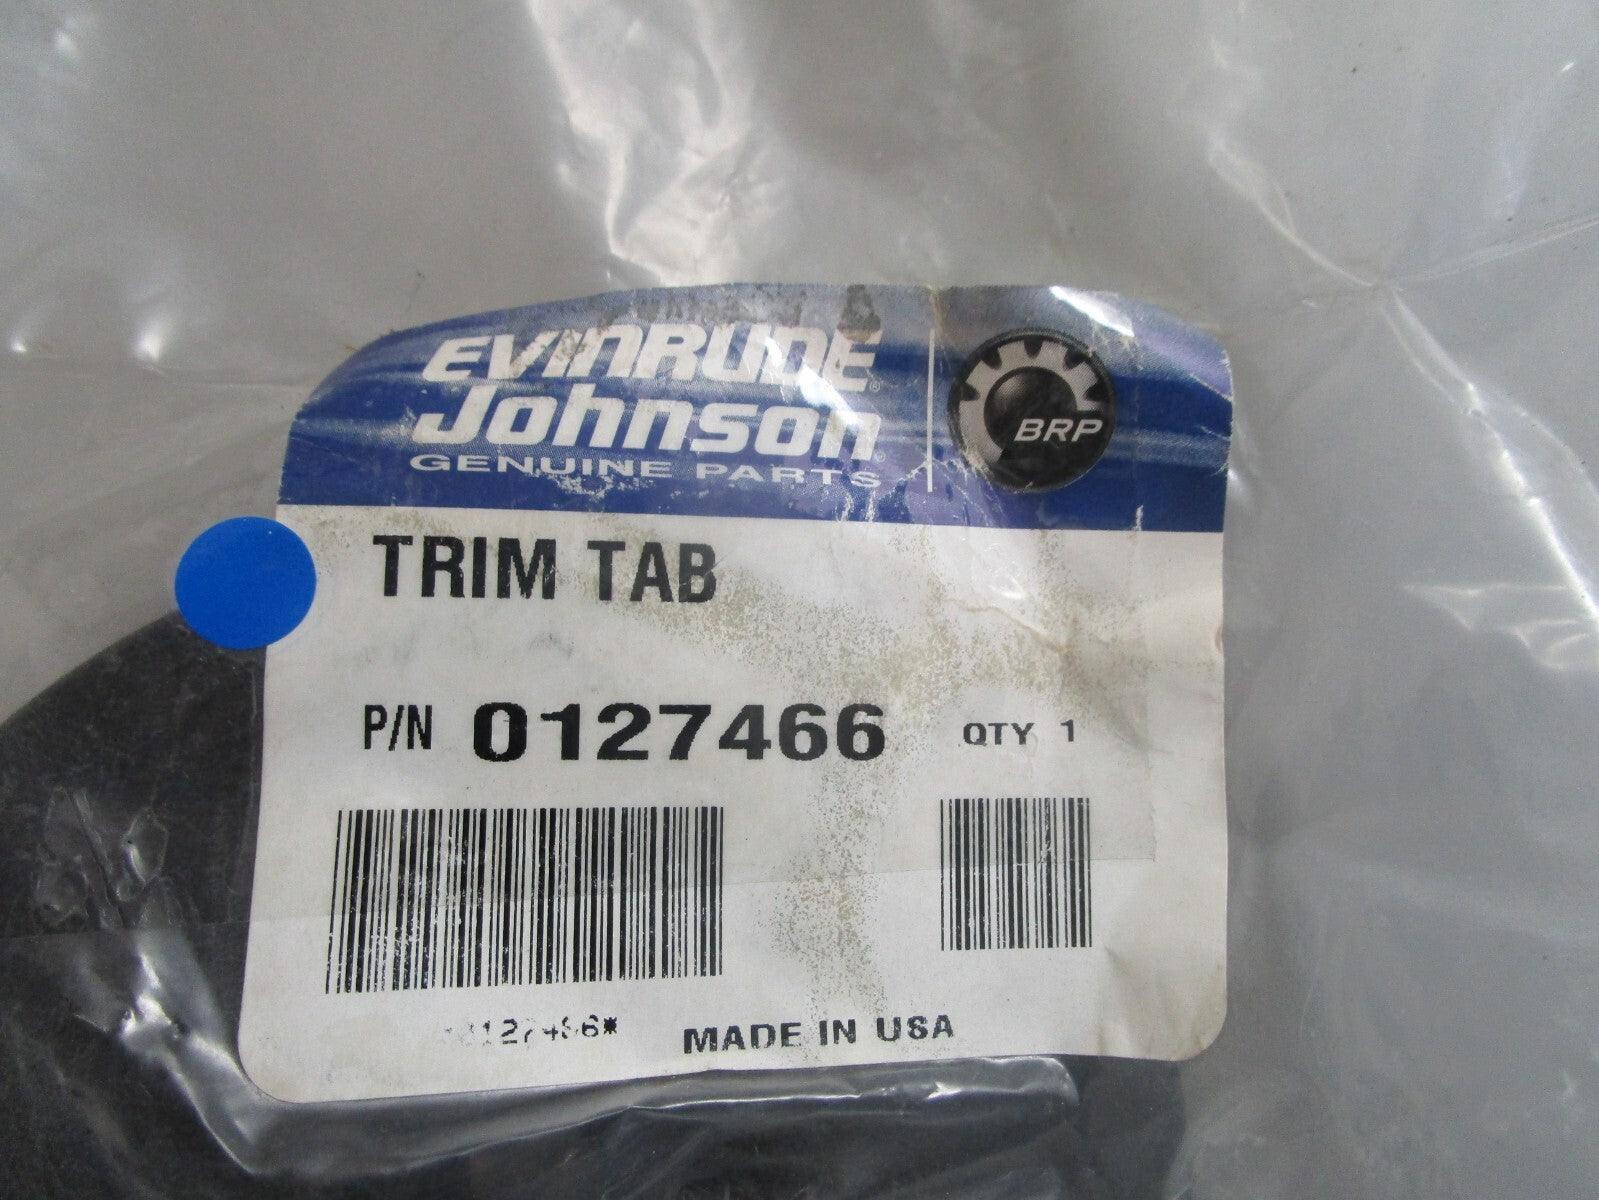 EVINRUDE®
Johnson®
GENUINE PARTS
BRP
TRIM TAB
P/N 0127466
QTY 1
MADE IN USA